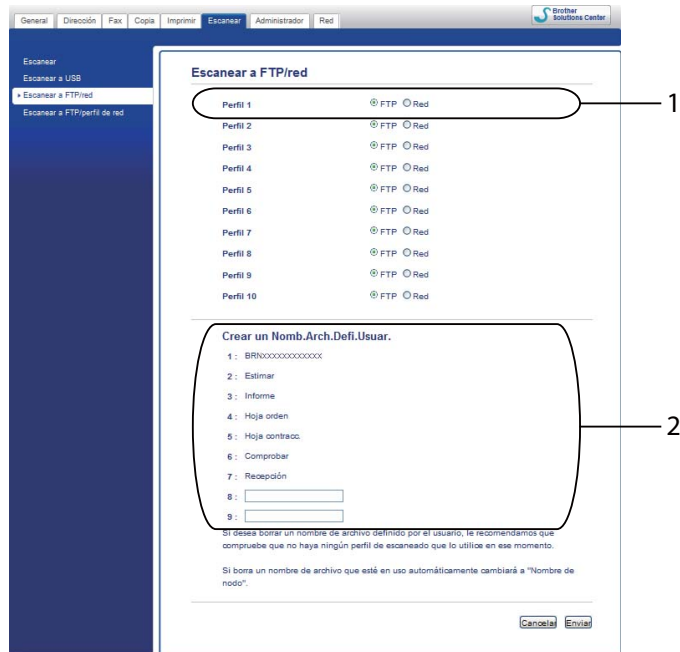 General Dirección Fax Copia Imprimir Escanear Administrador Red
Brother Solutions Center
Escanear
Escanear a USB
Escanear a FTP/red
Escanear a FTP/perfil de red
Escanear a FTP/red
Perfil 1 FTP Red
1
Perfil 2 FTP Red
Perfil 3 FTP Red
Perfil 4 FTP Red
Perfil 5 FTP Red
Perfil 6 FTP Red
Perfil 7 FTP Red
Perfil 8 FTP Red
Perfil 9 FTP Red
Perfil 10 FTP Red
Crear un Nomb.Arch.Defi.Usuar.
1 : BRNxxxxxxxxxxxx
2 : Estimar
3 : Informe
4 : Hoja orden
5 : Hoja contracc.
2
6 : Comprobar
7 : Recepción
8 :
9 :
Si desea borrar un nombre de archivo definido por el usuario, le recomendamos que
compruebe que no haya ningún perfil de escaneado que lo utilice en ese momento.
Si borra un nombre de archivo que esté en uso automáticamente cambiará a "Nombre de
nodo".
Cancelar Enviar